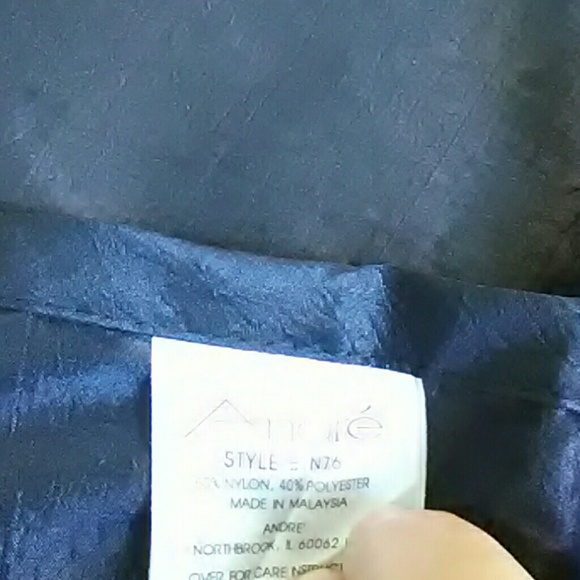 André
STYLE N76
NYLON, 40% POLYESTER
MADE IN MALAYSIA
ANDRE'
NORTHBROOK, IL 60062
OVER FOR CARE